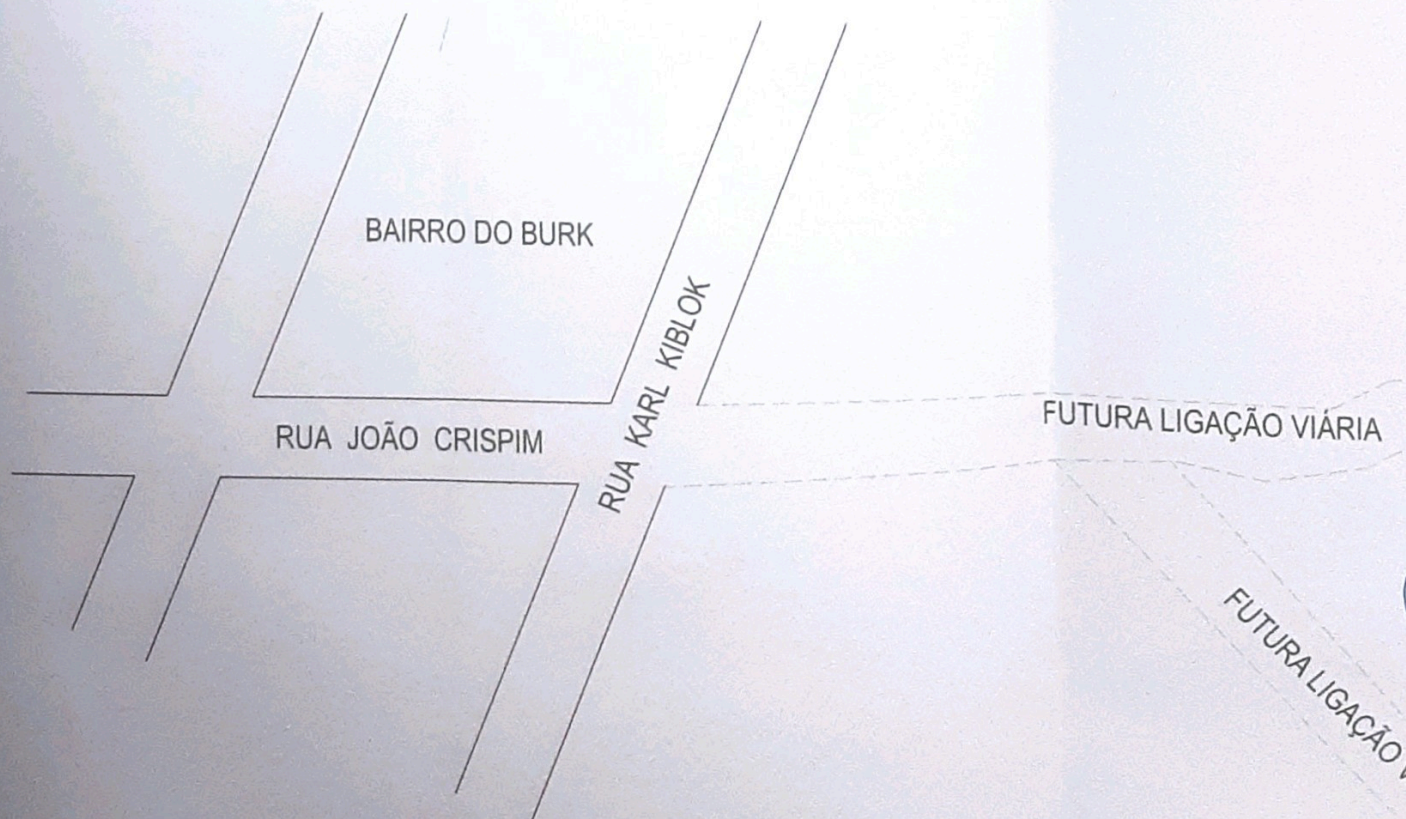 BAIRRO DO BURK
RUA KARL KIBLOK
RUA JOÃO CRISPIM
FUTURA LIGAÇÃO VIÁRIA
FUTURA LIGAÇÃO